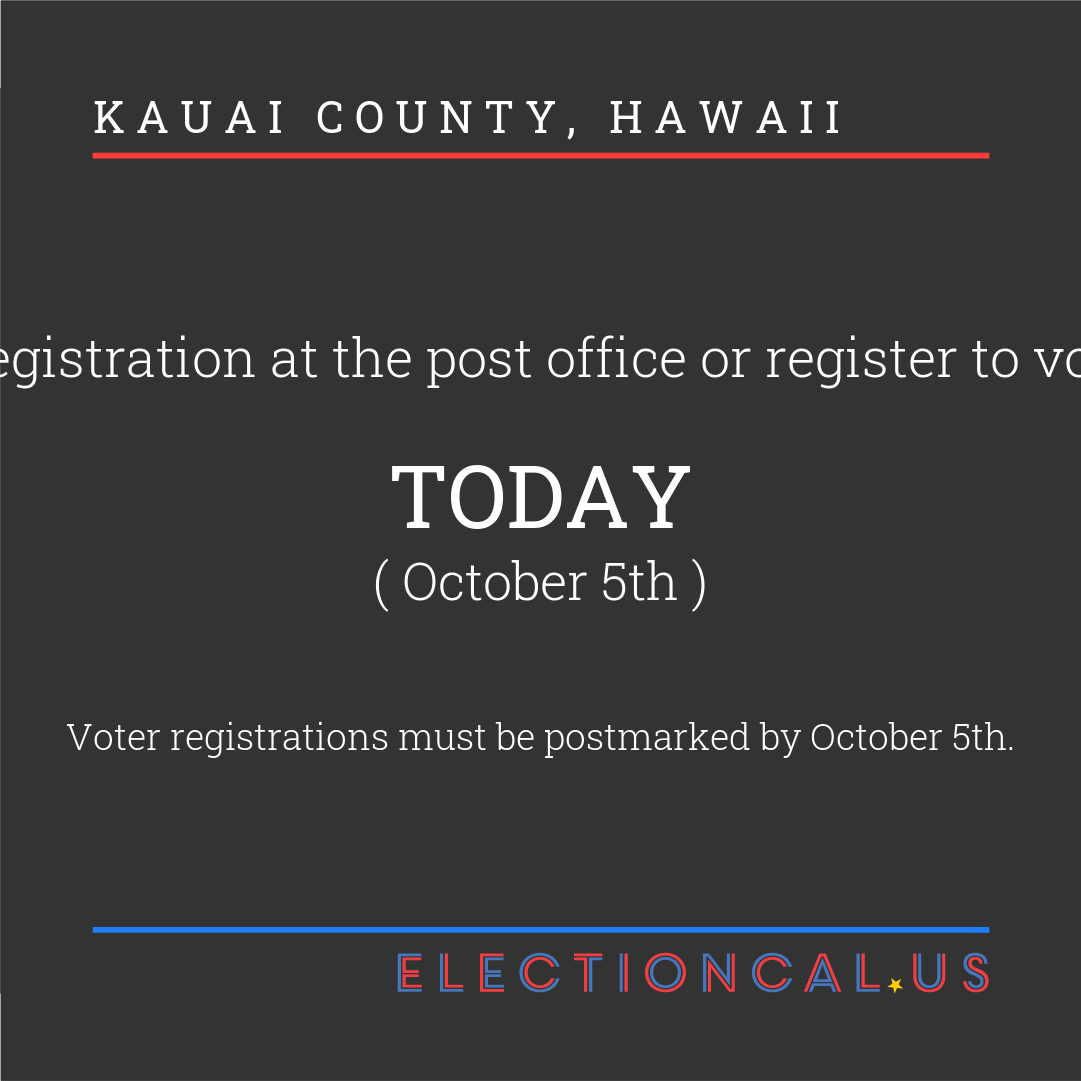 KAUAI COUNTY, HAWAII
egistration at the post office or register to vo
TODAY
( October 5th )
Voter registrations must be postmarked by October 5th.
ELECTIONCAL.US